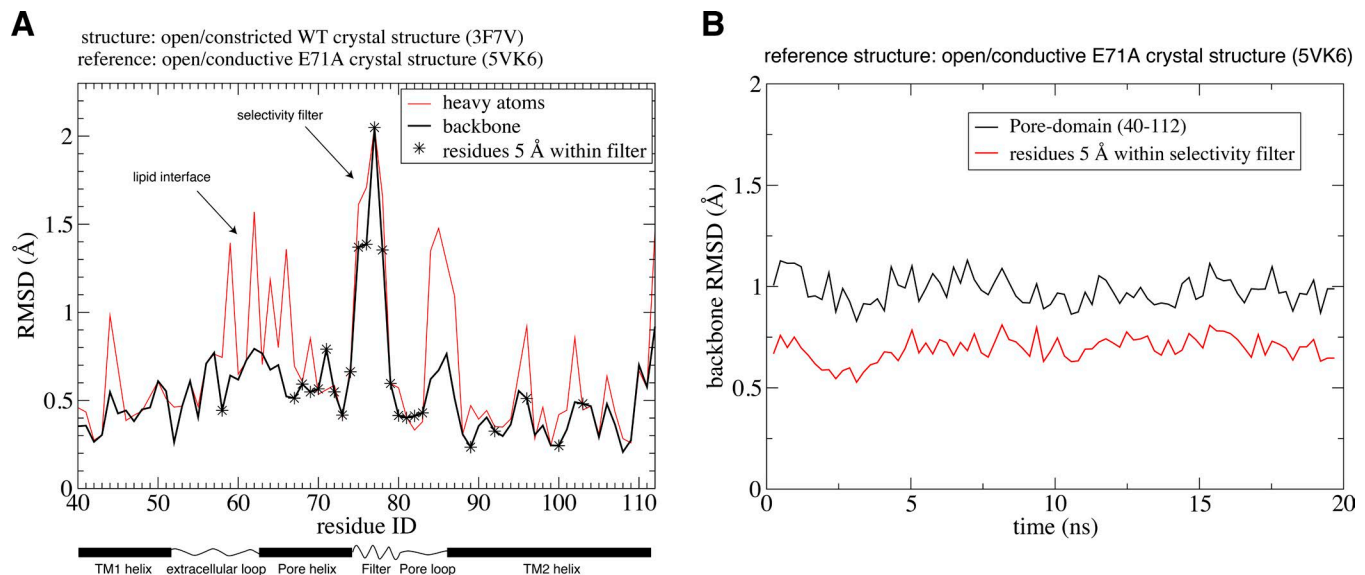 A
structure: open/constricted WT crystal structure (3F7V)
reference: open/conductive E71A crystal structure (5VK6)
heavy atoms
backbone
residues 5 Å within filter
selectivity filter
lipid interface
RMSD (Å)
2
1.5
1
0.5
0
40 50 60 70 80 90 100 110
residue ID
TM1 helix extracellular loop Pore helix Filter Pore loop TM2 helix
B
reference structure: open/conductive E71A crystal structure (5VK6)
Pore-domain (40-112)
residues 5 Å within selectivity filter
backbone RMSD (Å)
2
1.5
1
0.5
0
0 5 10 15 20
time (ns)